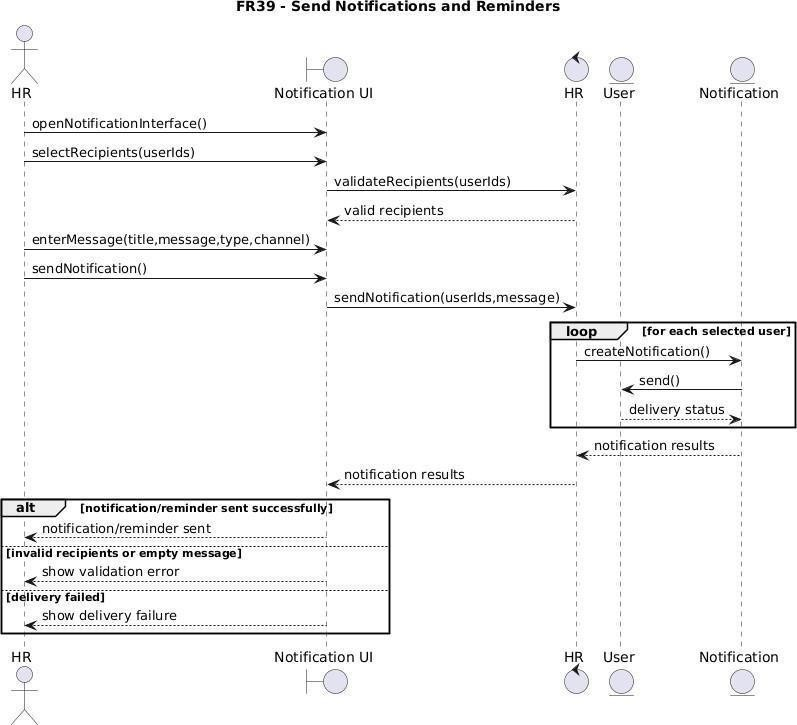 FR39 - Send Notifications and Reminders
HR
Notification UI
HR
User
Notification
openNotificationInterface()
selectRecipients(userIds)
validateRecipients(userIds)
valid recipients
enterMessage(title,message,type,channel)
sendNotification()
sendNotification(userIds,message)
loop [for each selected user]
createNotification()
send()
delivery status
notification results
notification results
alt [notification/reminder sent successfully]
notification/reminder sent
[invalid recipients or empty message]
show validation error
[delivery failed]
show delivery failure
HR
Notification UI
HR
User
Notification